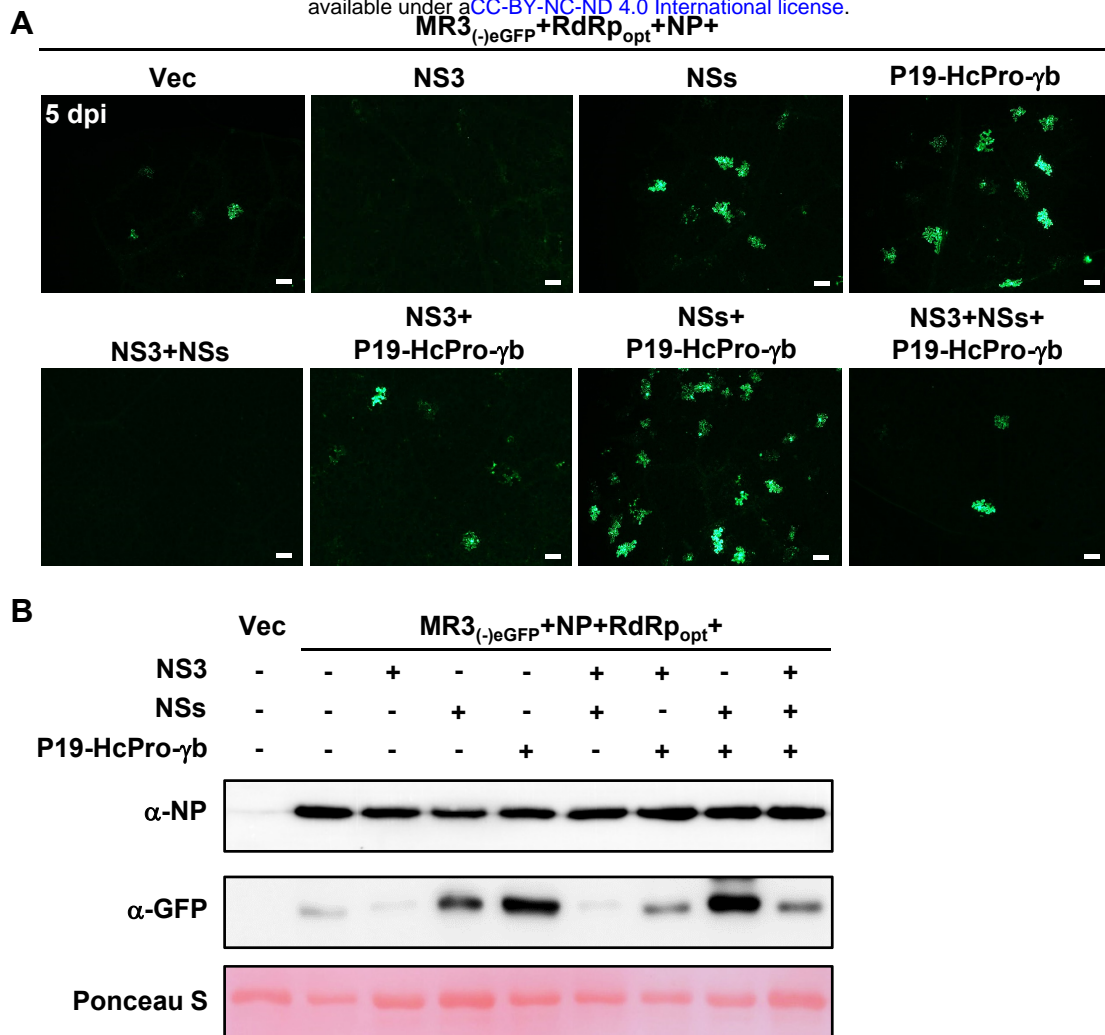 available under aCC-BY-NC-ND 4.0 International license.
A
MR3(-)eGFP+RdRpopt+NP+
Vec NS3 NSs P19-HcPro-γb
5 dpi
NS3+NSs NS3+ P19-HcPro-γb NSs+ P19-HcPro-γb NS3+NSs+ P19-HcPro-γb
B
Vec MR3(-)eGFP+NP+RdRpopt+
NS3 - - + - - + + - +
NSs - - - + - + - + +
P19-HcPro-γb - - - - + - + + +
α-NP
α-GFP
Ponceau S